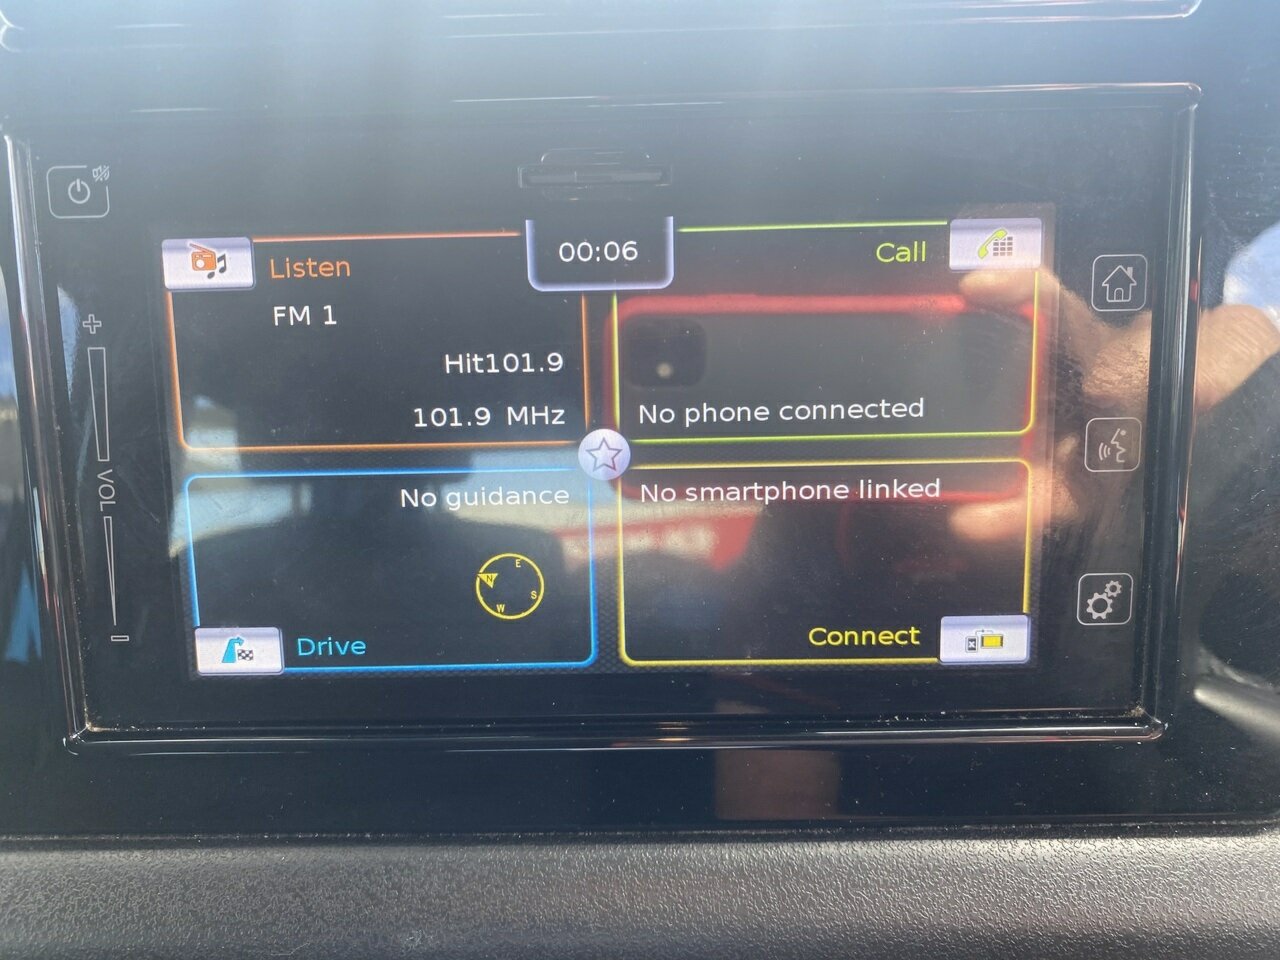 00:06
Listen
FM 1
Hit101.9
101.9 MHz
Call
No phone connected
No guidance
N
E
S
W
Drive
No smartphone linked
Connect
VOL